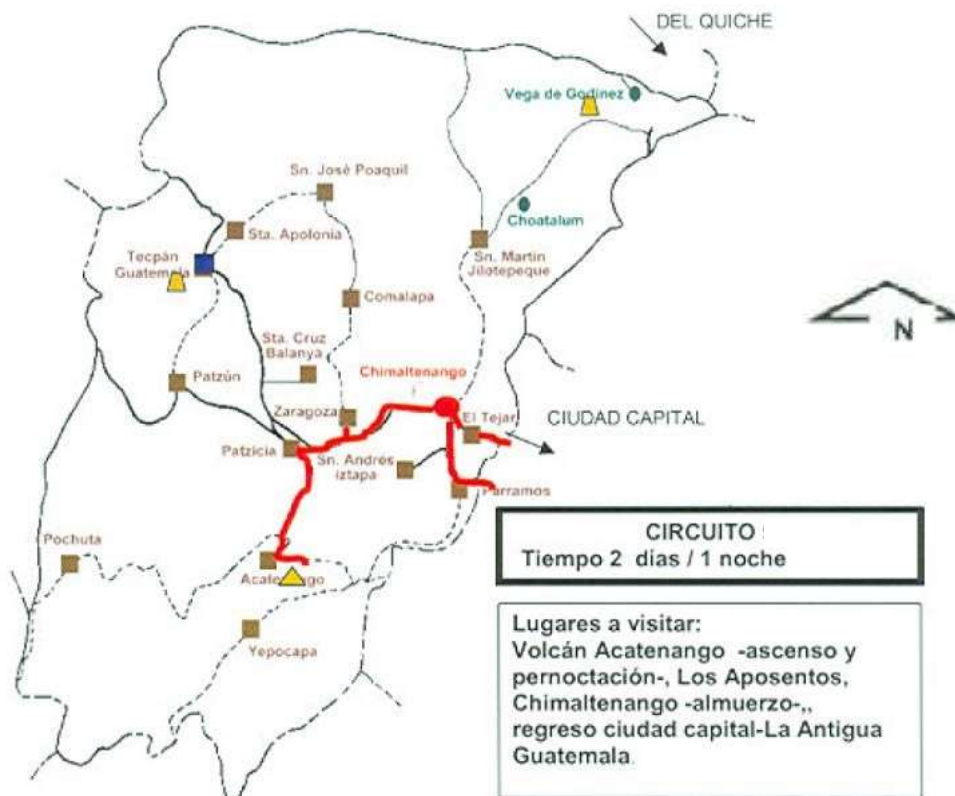 DEL QUICHE
Vega de Godinez
Sn. José Poaquil
Choatalum
Sta. Apolonia
Sn. Martin
Jilotepeque
Tecpán
Guatemala
Comalapa
N
Sta. Cruz
Balanya
Chimaltenango
Patzún
Zaragoza
El Tejar
CIUDAD CAPITAL
Patzicia
Sn. Andrés
iztapa
Parramos
Pochuta
Acatenango
Yepocapa
CIRCUITO
Tiempo 2 días / 1 noche
Lugares a visitar:
Volcán Acatenango -ascenso y
pernoctación-, Los Aposentos,
Chimaltenango -almuerzo-,,
regreso ciudad capital-La Antigua
Guatemala.